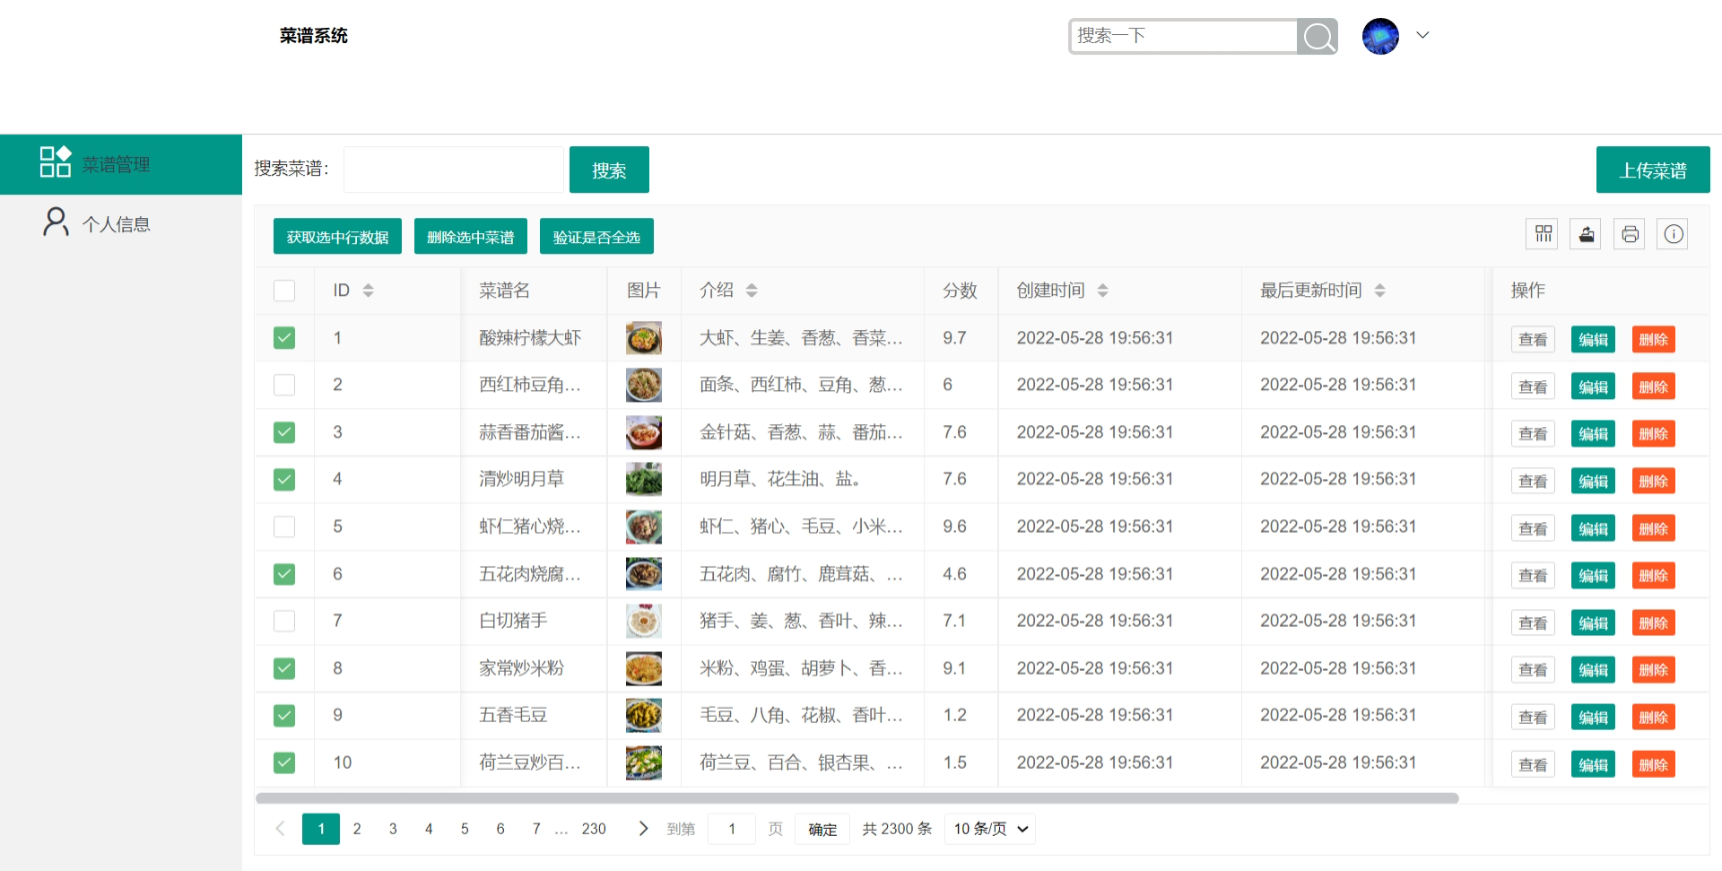 菜谱系统
搜索一下
菜谱管理
个人信息
搜索菜谱： 搜索 上传菜谱
获取选中行数据 删除选中菜谱 验证是否全选
ID 菜谱名 图片 介绍 分数 创建时间 最后更新时间 操作
1 酸辣柠檬大虾 大虾、生姜、香葱、香菜... 9.7 2022-05-28 19:56:31 2022-05-28 19:56:31 查看 编辑 删除
2 西红柿豆角... 面条、西红柿、豆角、葱... 6 2022-05-28 19:56:31 2022-05-28 19:56:31 查看 编辑 删除
3 蒜香番茄酱... 金针菇、香葱、蒜、番茄... 7.6 2022-05-28 19:56:31 2022-05-28 19:56:31 查看 编辑 删除
4 清炒明月草 明月草、花生油、盐。 7.6 2022-05-28 19:56:31 2022-05-28 19:56:31 查看 编辑 删除
5 虾仁猪心烧... 虾仁、猪心、毛豆、小米... 9.6 2022-05-28 19:56:31 2022-05-28 19:56:31 查看 编辑 删除
6 五花肉烧腐... 五花肉、腐竹、鹿茸菇、... 4.6 2022-05-28 19:56:31 2022-05-28 19:56:31 查看 编辑 删除
7 白切猪手 猪手、姜、葱、香叶、辣... 7.1 2022-05-28 19:56:31 2022-05-28 19:56:31 查看 编辑 删除
8 家常炒米粉 米粉、鸡蛋、胡萝卜、香... 9.1 2022-05-28 19:56:31 2022-05-28 19:56:31 查看 编辑 删除
9 五香毛豆 毛豆、八角、花椒、香叶... 1.2 2022-05-28 19:56:31 2022-05-28 19:56:31 查看 编辑 删除
10 荷兰豆炒百... 荷兰豆、百合、银杏果、... 1.5 2022-05-28 19:56:31 2022-05-28 19:56:31 查看 编辑 删除
1 2 3 4 5 6 7 ... 230 到第 1 页 确定 共 2300 条 10 条/页